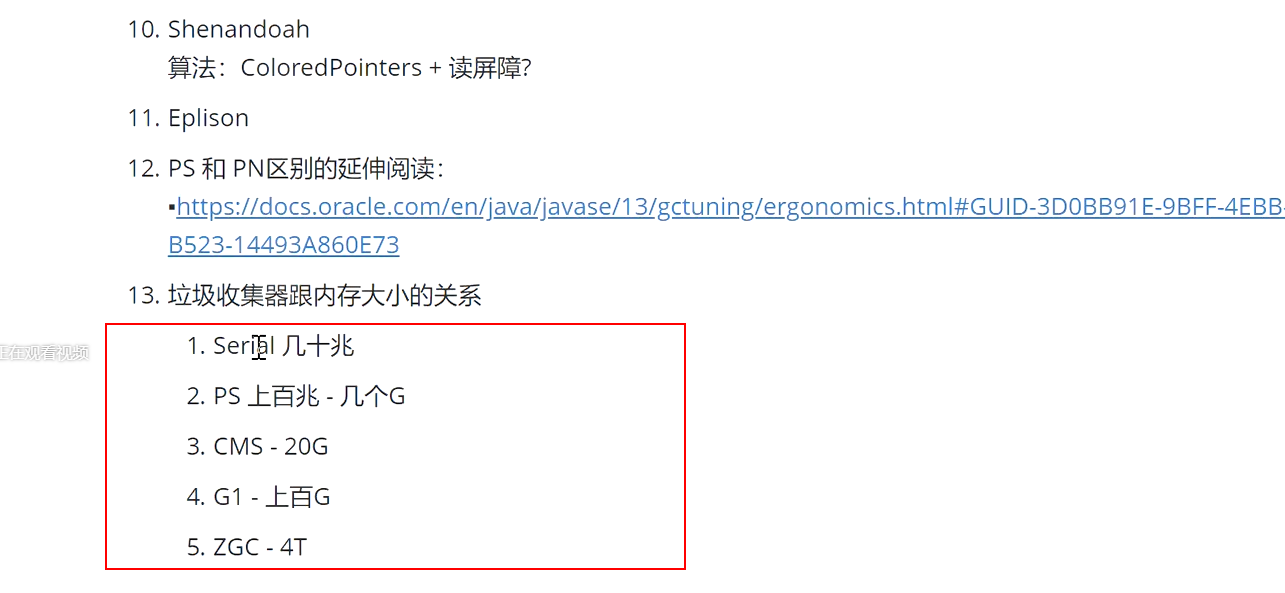 10. Shenandoah
算法：ColoredPointers + 读屏障?
11. Eplison
12. PS 和 PN区别的延伸阅读：
▪https://docs.oracle.com/en/java/javase/13/gctuning/ergonomics.html#GUID-3D0BB91E-9BFF-4EBB-
B523-14493A860E73
13. 垃圾收集器跟内存大小的关系
正在观看视频
1. Serial 几十兆
2. PS 上百兆 - 几个G
3. CMS - 20G
4. G1 - 上百G
5. ZGC - 4T